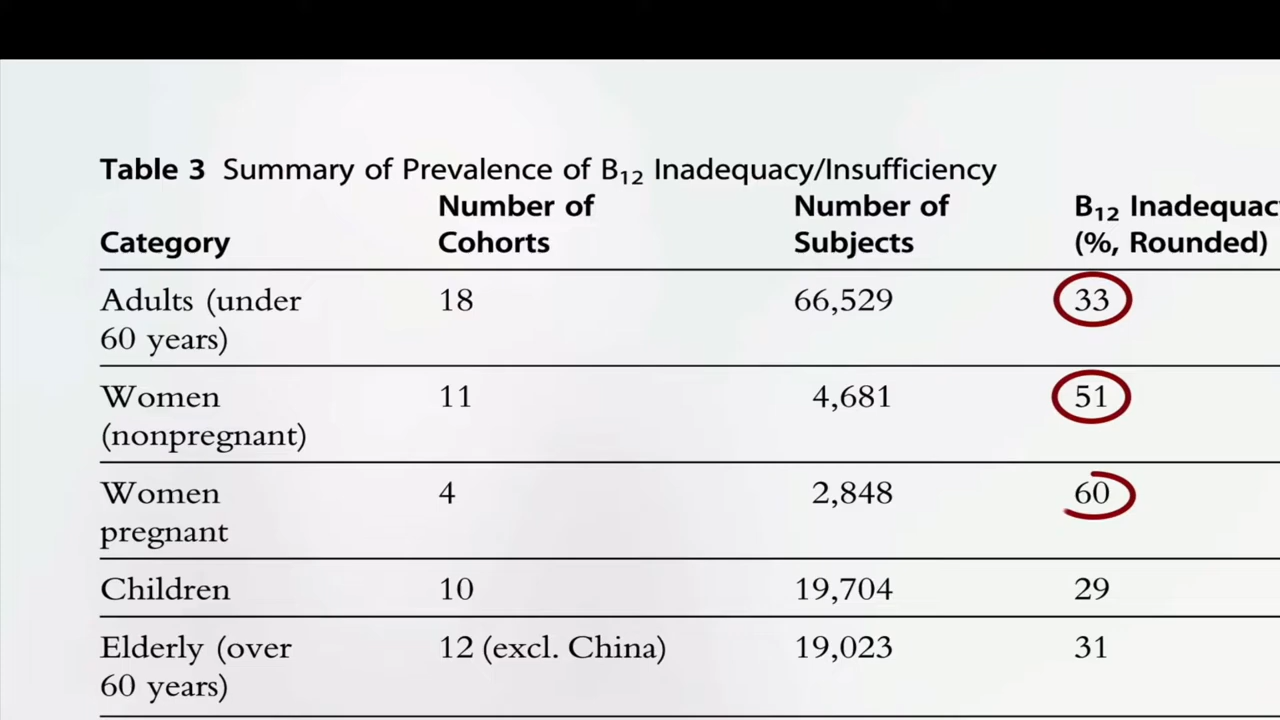 Table 3 Summary of Prevalence of B₁₂ Inadequacy/Insufficiency
Number of Number of B₁₂ Inadequac
Category Cohorts Subjects (%, Rounded)
Adults (under 18 66,529 33
60 years)
Women 11 4,681 51
(nonpregnant)
Women 4 2,848 60
pregnant
Children 10 19,704 29
Elderly (over 12 (excl. China) 19,023 31
60 years)